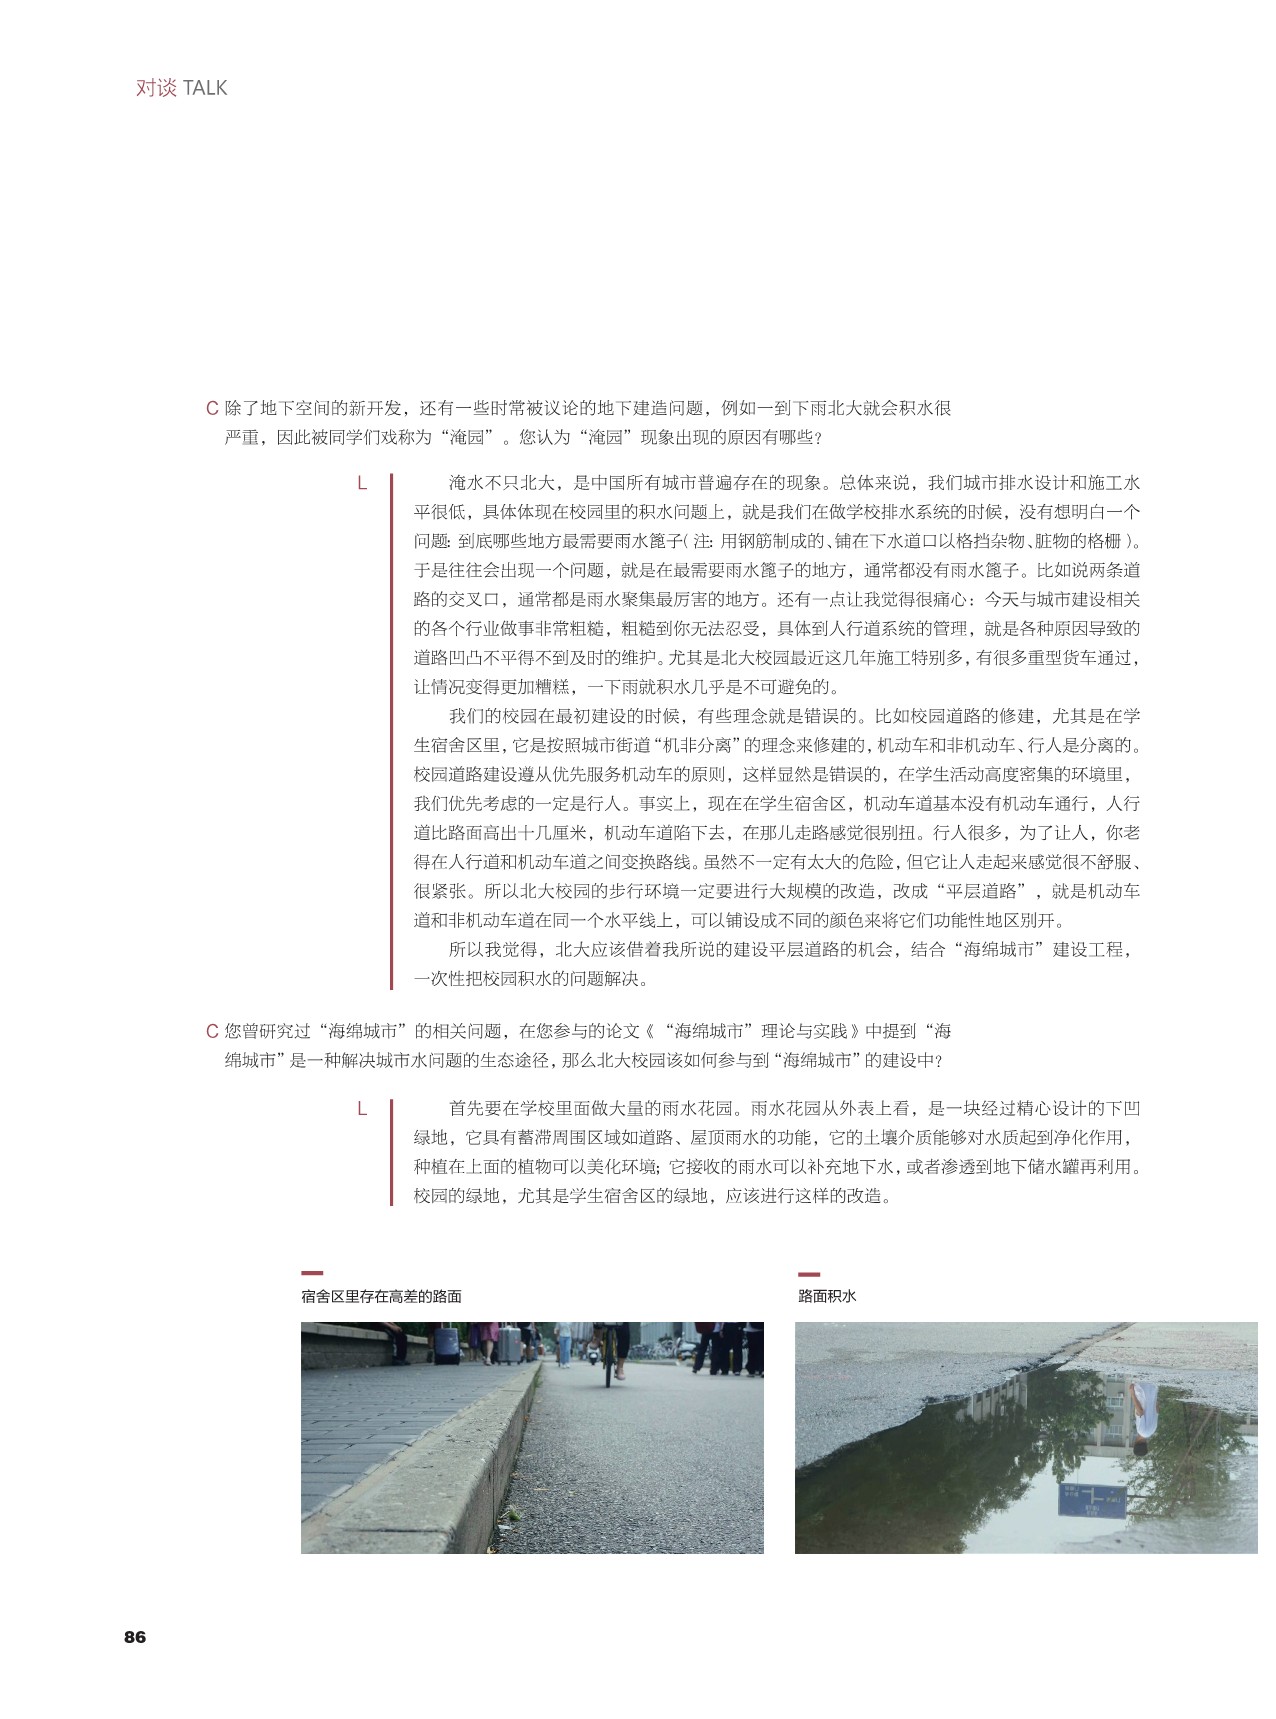 对谈 TALK
C 除了地下空间的新开发，还有一些时常被议论的地下建造问题，例如一到下雨北大就会积水很
严重，因此被同学们戏称为“淹园”。您认为“淹园”现象出现的原因有哪些？
L 淹水不只北大，是中国所有城市普遍存在的现象。总体来说，我们城市排水设计和施工水
平很低，具体体现在校园里的积水问题上，就是我们在做学校排水系统的时候，没有想明白一个
问题：到底哪些地方最需要雨水篦子（注：用钢筋制成的、铺在下水道口以格挡杂物、脏物的格栅）。
于是往往会出现一个问题，就是在最需要雨水篦子的地方，通常都没有雨水篦子。比如说两条道
路的交叉口，通常都是雨水聚集最厉害的地方。还有一点让我觉得很痛心：今天与城市建设相关
的各个行业做事非常粗糙，粗糙到你无法忍受，具体到人行道系统的管理，就是各种原因导致的
道路凹凸不平得不到及时的维护。尤其是北大校园最近这几年施工特别多，有很多重型货车通过，
让情况变得更加糟糕，一下雨就积水几乎是不可避免的。
我们的校园在最初建设的时候，有些理念就是错误的。比如校园道路的修建，尤其是在学
生宿舍区里，它是按照城市街道“机非分离”的理念来修建的，机动车和非机动车、行人是分离的。
校园道路建设遵从优先服务机动车的原则，这样显然是错误的，在学生活动高度密集的环境里，
我们优先考虑的一定是行人。事实上，现在在学生宿舍区，机动车道基本没有机动车通行，人行
道比路面高出十几厘米，机动车道陷下去，在那儿走路感觉很别扭。行人很多，为了让人，你老
得在人行道和机动车道之间变换路线。虽然不一定有太大的危险，但它让人走起来感觉很不舒服、
很紧张。所以北大校园的步行环境一定要进行大规模的改造，改成“平层道路”，就是机动车
道和非机动车道在同一个水平线上，可以铺设成不同的颜色来将它们功能性地区别开。
所以我觉得，北大应该借着我所说的建设平层道路的机会，结合“海绵城市”建设工程，
一次性把校园积水的问题解决。
C 您曾研究过“海绵城市”的相关问题，在您参与的论文《“海绵城市”理论与实践》中提到“海
绵城市”是一种解决城市水问题的生态途径，那么北大校园该如何参与到“海绵城市”的建设中？
L 首先要在学校里面做大量的雨水花园。雨水花园从外表上看，是一块经过精心设计的下凹
绿地，它具有蓄滞周围区域如道路、屋顶雨水的功能，它的土壤介质能够对水质起到净化作用，
种植在上面的植物可以美化环境；它接收的雨水可以补充地下水，或者渗透到地下储水罐再利用。
校园的绿地，尤其是学生宿舍区的绿地，应该进行这样的改造。
宿舍区里存在高差的路面
路面积水
86